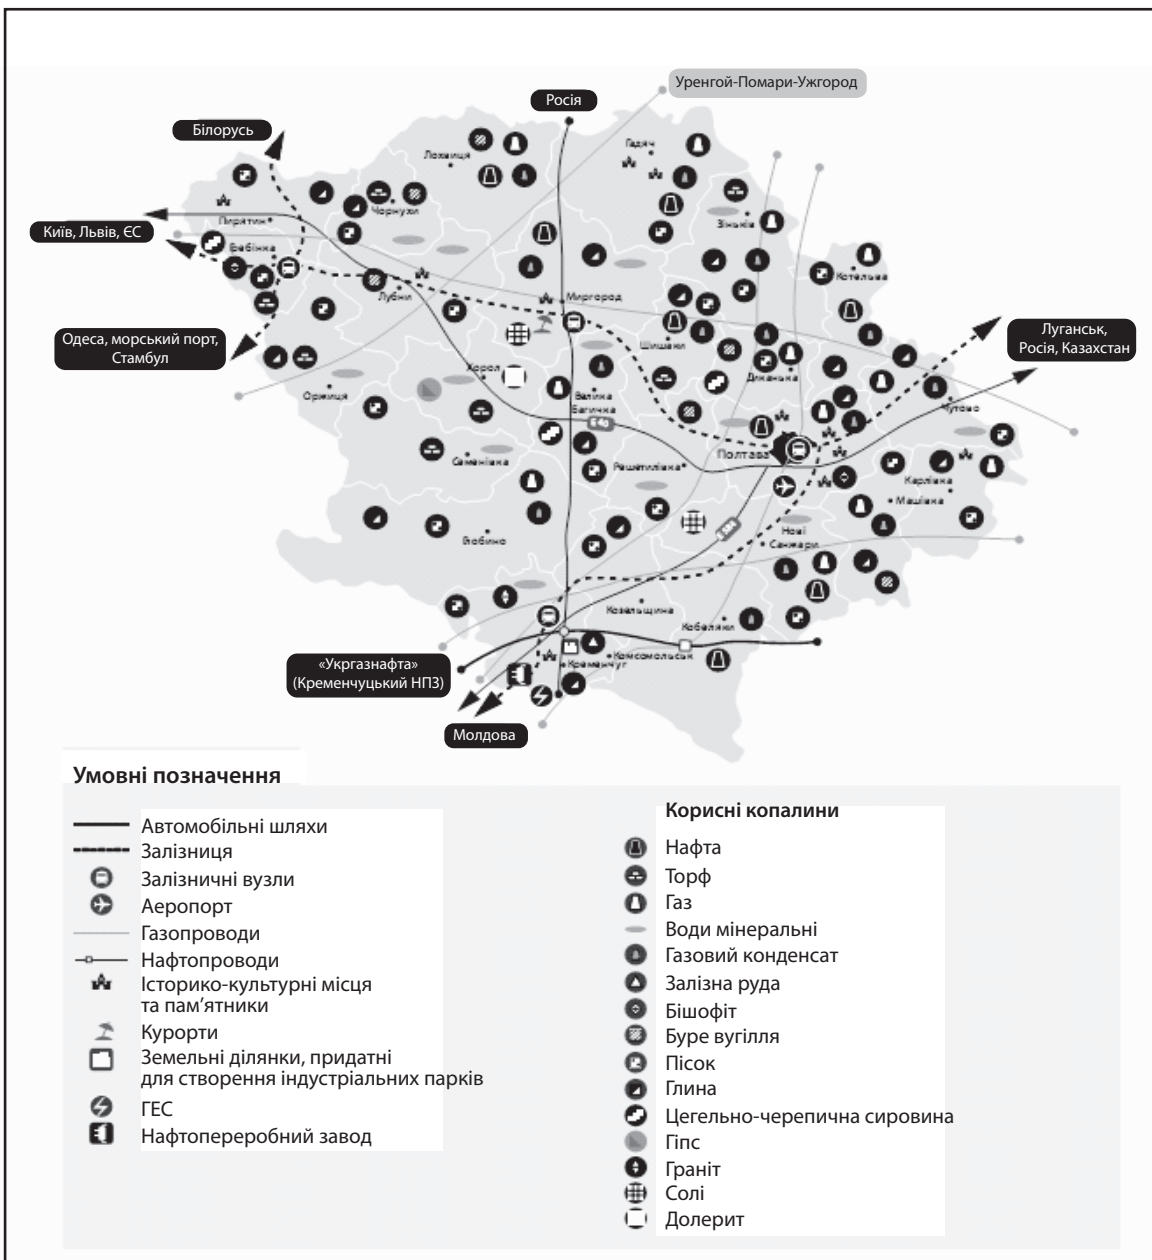 Уренгой-Помари-Ужгород
Росія
Білорусь
Гадяч
Лохвиця
Чорнухи
Зіньків
Пирятин
Київ, Львів, ЄС
Гребінка
Котельва
Лубни
Миргород
Одеса, морський порт,
Стамбул
Луганськ,
Росія, Казахстан
Шишаки
Хорол
Диканька
Оржиця
Велика
Багачка
Чутово
Полтава
Семенівка
Решетилівка
Карлівка
Машівка
Глобино
Нові
Санжари
Козельщина
Кобеляки
«Укргазнафта»
(Кременчуцький НПЗ)
Комсомольськ
Кременчуг
Молдова
Умовні позначення
Автомобільні шляхи
Залізниця
Залізничні вузли
Аеропорт
Газопроводи
Нафтопроводи
Історико-культурні місця
та пам’ятники
Курорти
Земельні ділянки, придатні
для створення індустріальних парків
ГЕС
Нафтопереробний завод
Корисні копалини
Нафта
Торф
Газ
Води мінеральні
Газовий конденсат
Залізна руда
Бішофіт
Буре вугілля
Пісок
Глина
Цегельно-черепична сировина
Гіпс
Граніт
Солі
Долерит